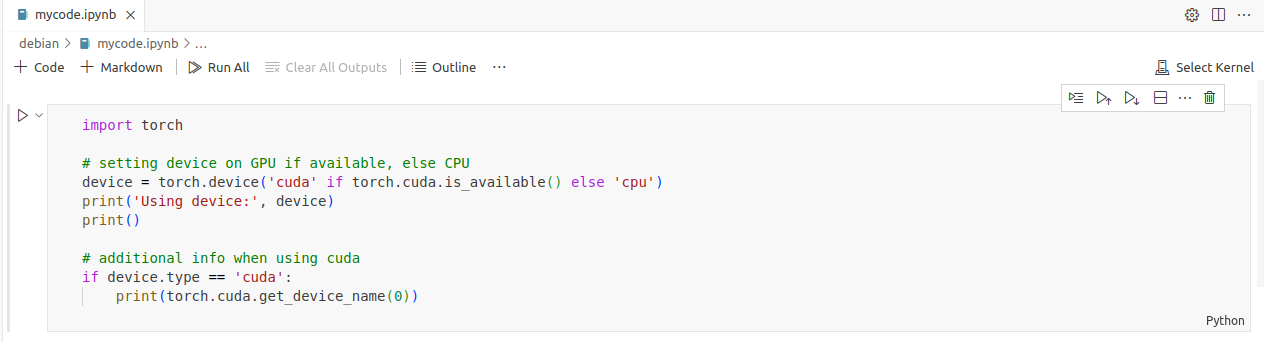 mycode.ipynb
debian > mycode.ipynb > ...
Code Markdown Run All Clear All Outputs Outline ... Select Kernel
import torch
# setting device on GPU if available, else CPU
device = torch.device('cuda' if torch.cuda.is_available() else 'cpu')
print('Using device:', device)
print()
# additional info when using cuda
if device.type == 'cuda':
    print(torch.cuda.get_device_name(0))
Python